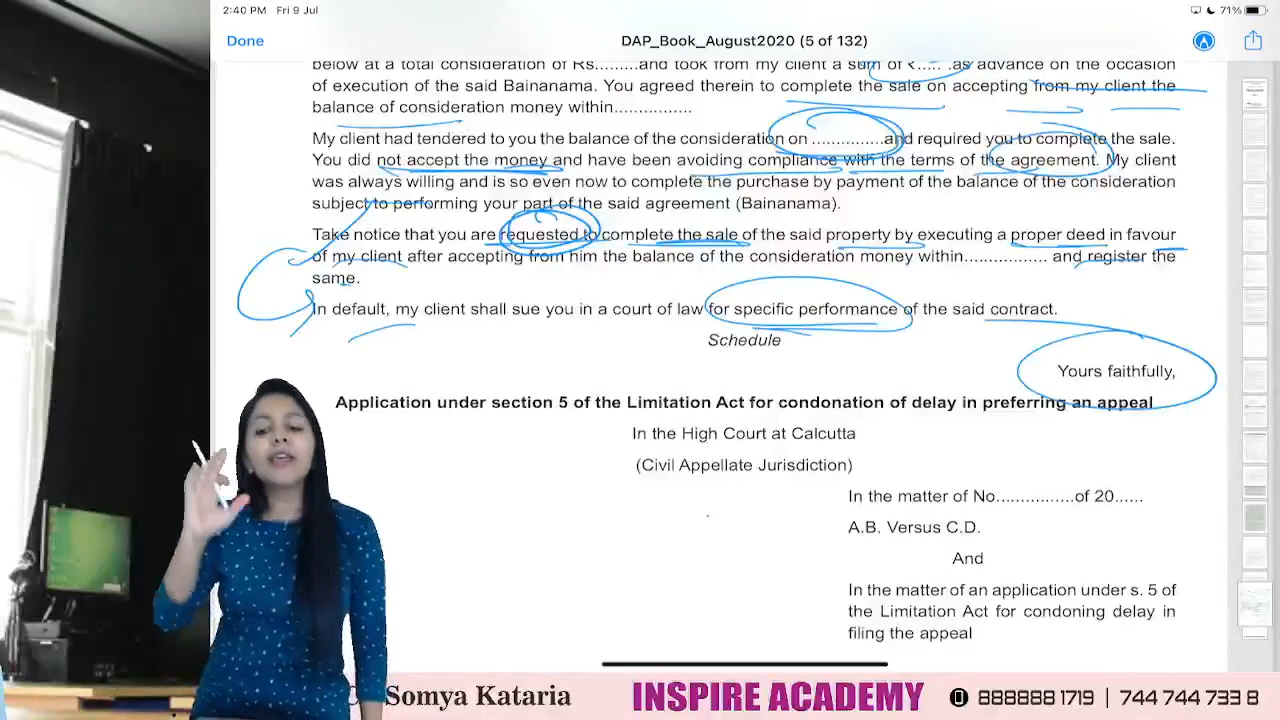 2:40 PM Fri 9 Jul
71%
Done
DAP_Book_August2020 (5 of 132)
below at a total consideration of Rs.........and took from my client a sum of ₹..... .as advance on the occasion
of execution of the said Bainanama. You agreed therein to complete the sale on accepting from my client the
balance of consideration money within................
My client had tendered to you the balance of the consideration on ...............and required you to complete the sale.
You did not accept the money and have been avoiding compliance with the terms of the agreement. My client
was always willing and is so even now to complete the purchase by payment of the balance of the consideration
subject to performing your part of the said agreement (Bainanama).
Take notice that you are requested to complete the sale of the said property by executing a proper deed in favour
of my client after accepting from him the balance of the consideration money within................ and register the
same.
In default, my client shall sue you in a court of law for specific performance of the said contract.
Schedule
Yours faithfully,
Application under section 5 of the Limitation Act for condonation of delay in preferring an appeal
In the High Court at Calcutta
(Civil Appellate Jurisdiction)
In the matter of No...............of 20......
A.B. Versus C.D.
And
In the matter of an application under s. 5 of
the Limitation Act for condoning delay in
filing the appeal
Somya Kataria INSPIRE ACADEMY 888888 1719 | 744 744 733 8